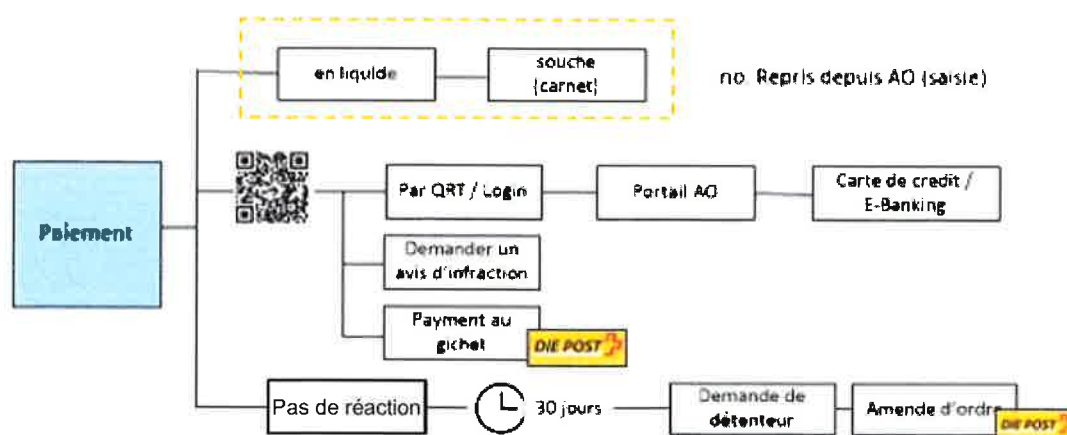 en liquide
souche
(carnet)
no. Repris depuis AO (saisie)
Paiement
Par QRT / Login
Portail AO
Carte de credit /
E-Banking
Demander un
avis d'infraction
Payment au
gichet
DIE POST
Pas de réaction
30 jours
Demande de
détenteur
Amende d'ordre
DIE POST